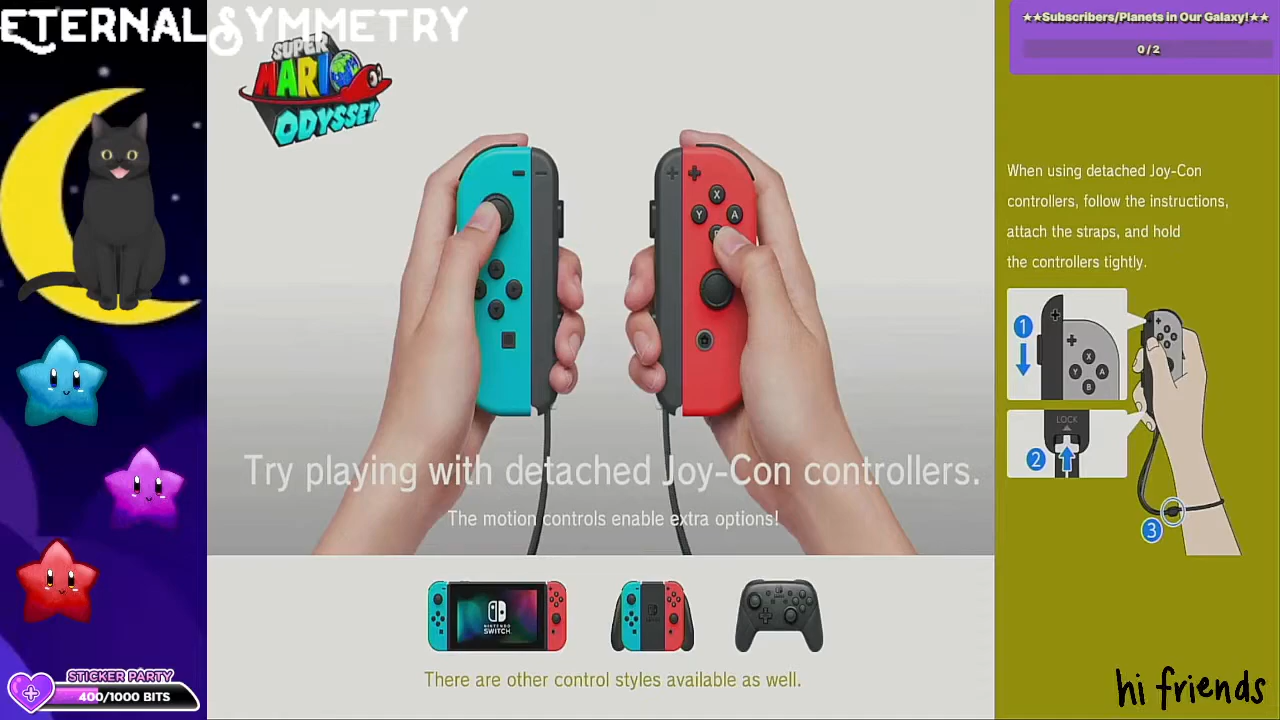 EternalSymmetry
SUPER
MARIO
ODYSSEY
★★Subscribers/Planets in Our Galaxy!★★
0/2
When using detached Joy-Con
controllers, follow the instructions,
attach the straps, and hold
the controllers tightly.
X
Y A
1
X
Y A
B
LOCK
2
3
Try playing with detached Joy-Con controllers.
The motion controls enable extra options!
NINTENDO
SWITCH
There are other control styles available as well.
STICKER PARTY
400/1000 BITS
hi friends